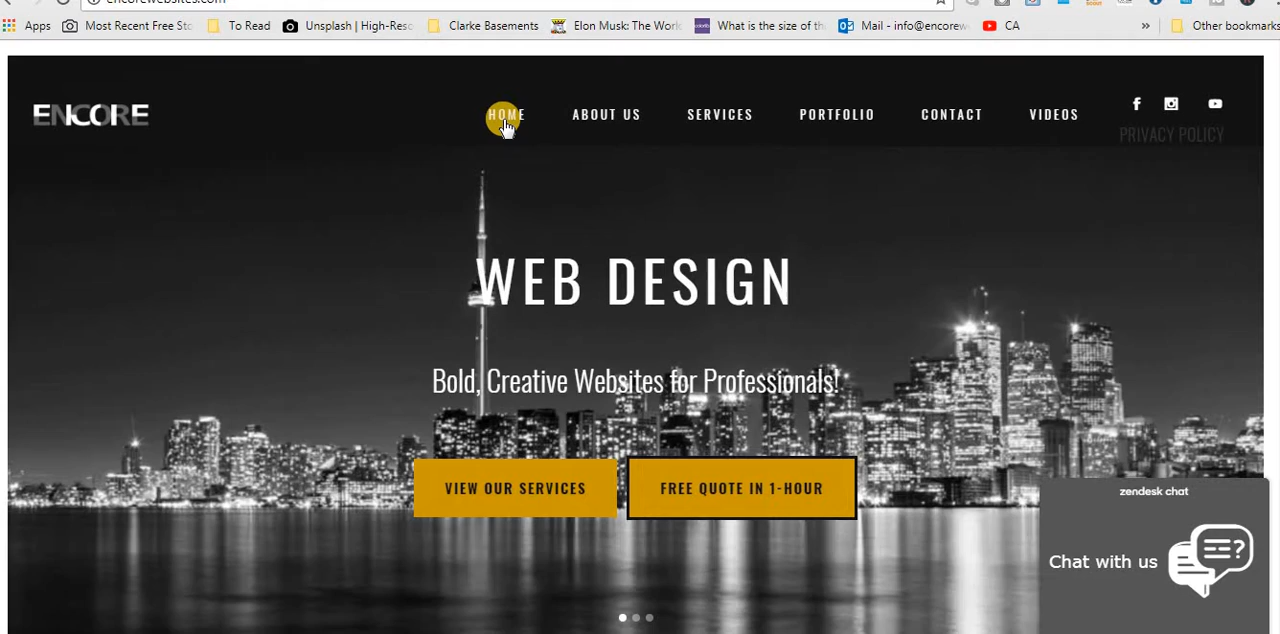 encorewebsites.com
Apps Most Recent Free Sto To Read Unsplash | High-Reso Clarke Basements Elon Musk: The Work What is the size of th Mail - info@encorew CA » Other bookmarks
ENCORE
HOME ABOUT US SERVICES PORTFOLIO CONTACT VIDEOS
PRIVACY POLICY
WEB DESIGN
Bold, Creative Websites for Professionals!
VIEW OUR SERVICES FREE QUOTE IN 1-HOUR
zendesk chat
Chat with us